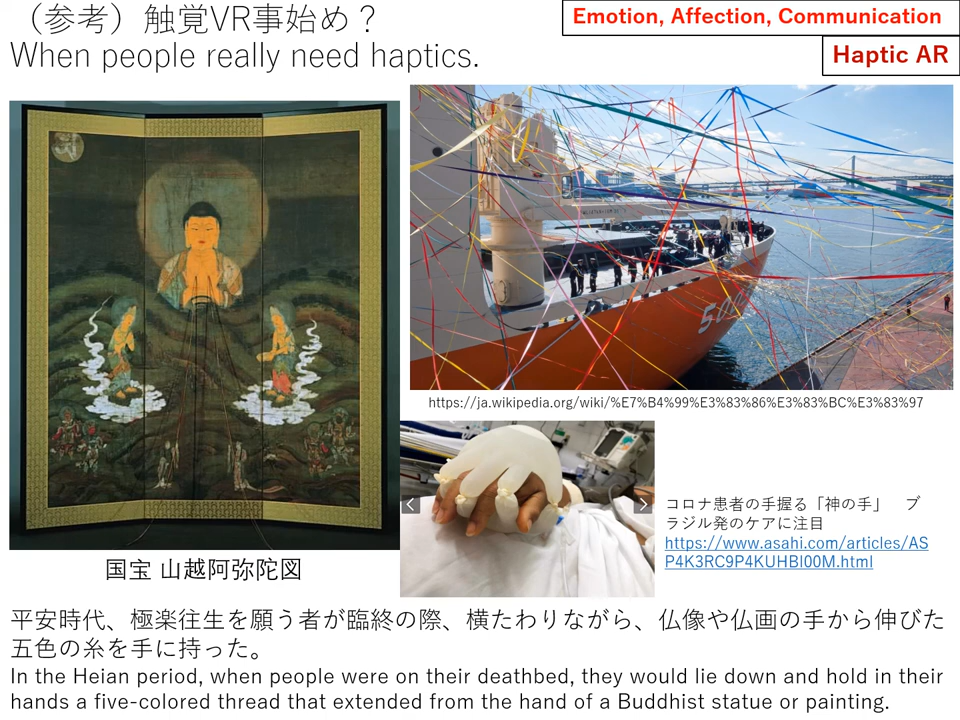 （参考）触覚VR事始め？
When people really need haptics.
Emotion, Affection, Communication
Haptic AR
500
https://ja.wikipedia.org/wiki/%E7%B4%99%E3%83%86%E3%83%BC%E3%83%97
コロナ患者の手握る「神の手」　ブ
ラジル発のケアに注目
https://www.asahi.com/articles/AS
P4K3RC9P4KUHBI00M.html
国宝 山越阿弥陀図
平安時代、極楽往生を願う者が臨終の際、横たわりながら、仏像や仏画の手から伸びた
五色の糸を手に持った。
In the Heian period, when people were on their deathbed, they would lie down and hold in their
hands a five-colored thread that extended from the hand of a Buddhist statue or painting.